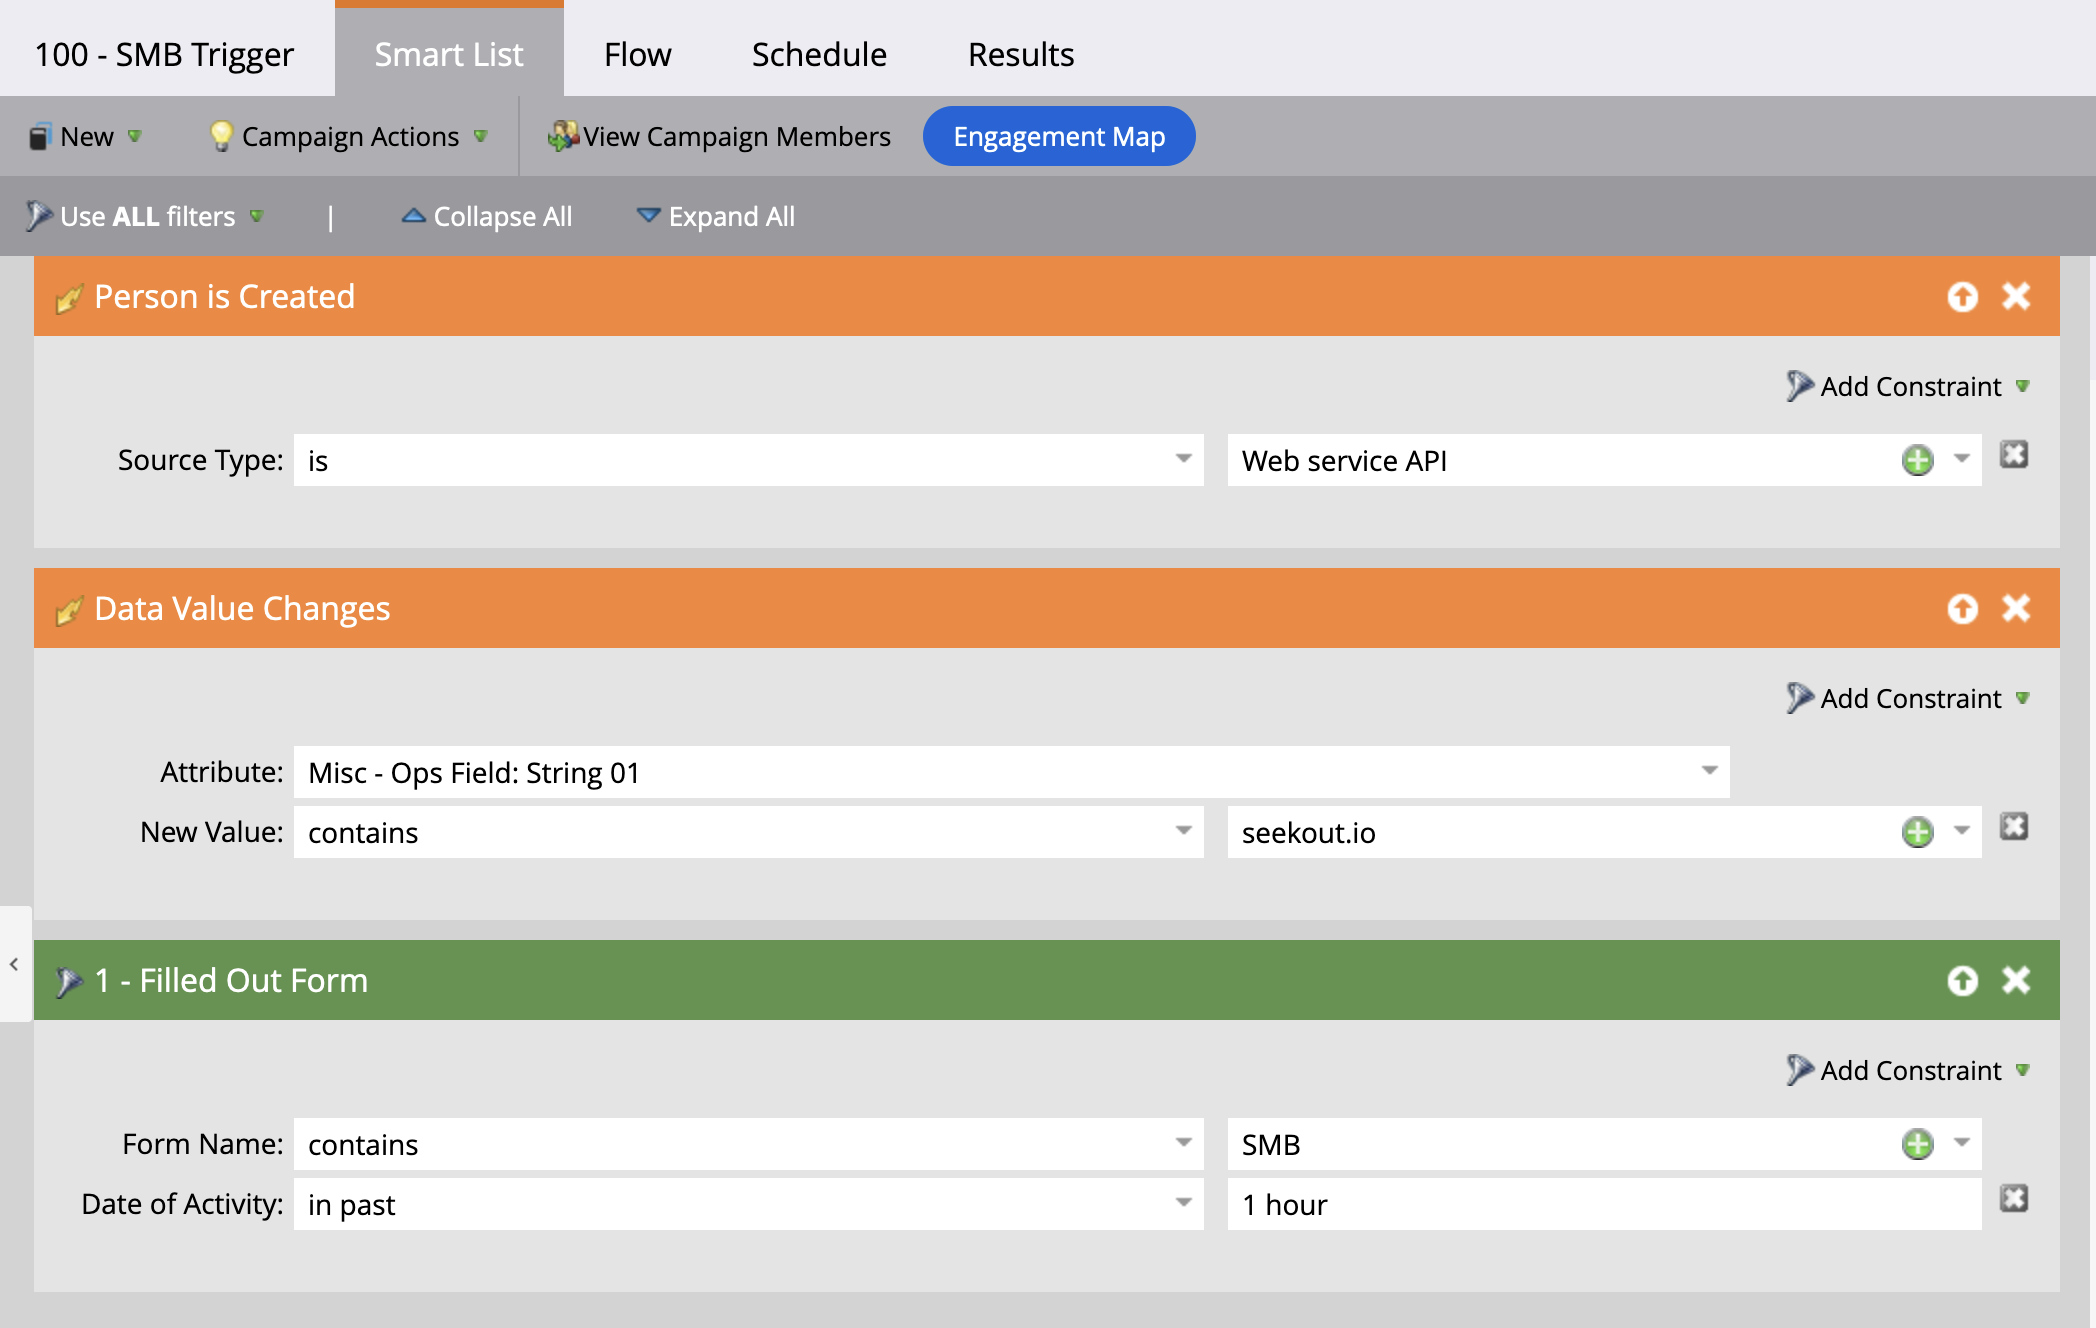 100 - SMB Trigger Smart List Flow Schedule Results
New Campaign Actions View Campaign Members Engagement Map
Use ALL filters | Collapse All Expand All
Person is Created
Add Constraint
Source Type: is Web service API
Data Value Changes
Add Constraint
Attribute: Misc - Ops Field: String 01
New Value: contains seekout.io
1 - Filled Out Form
Add Constraint
Form Name: contains SMB
Date of Activity: in past 1 hour